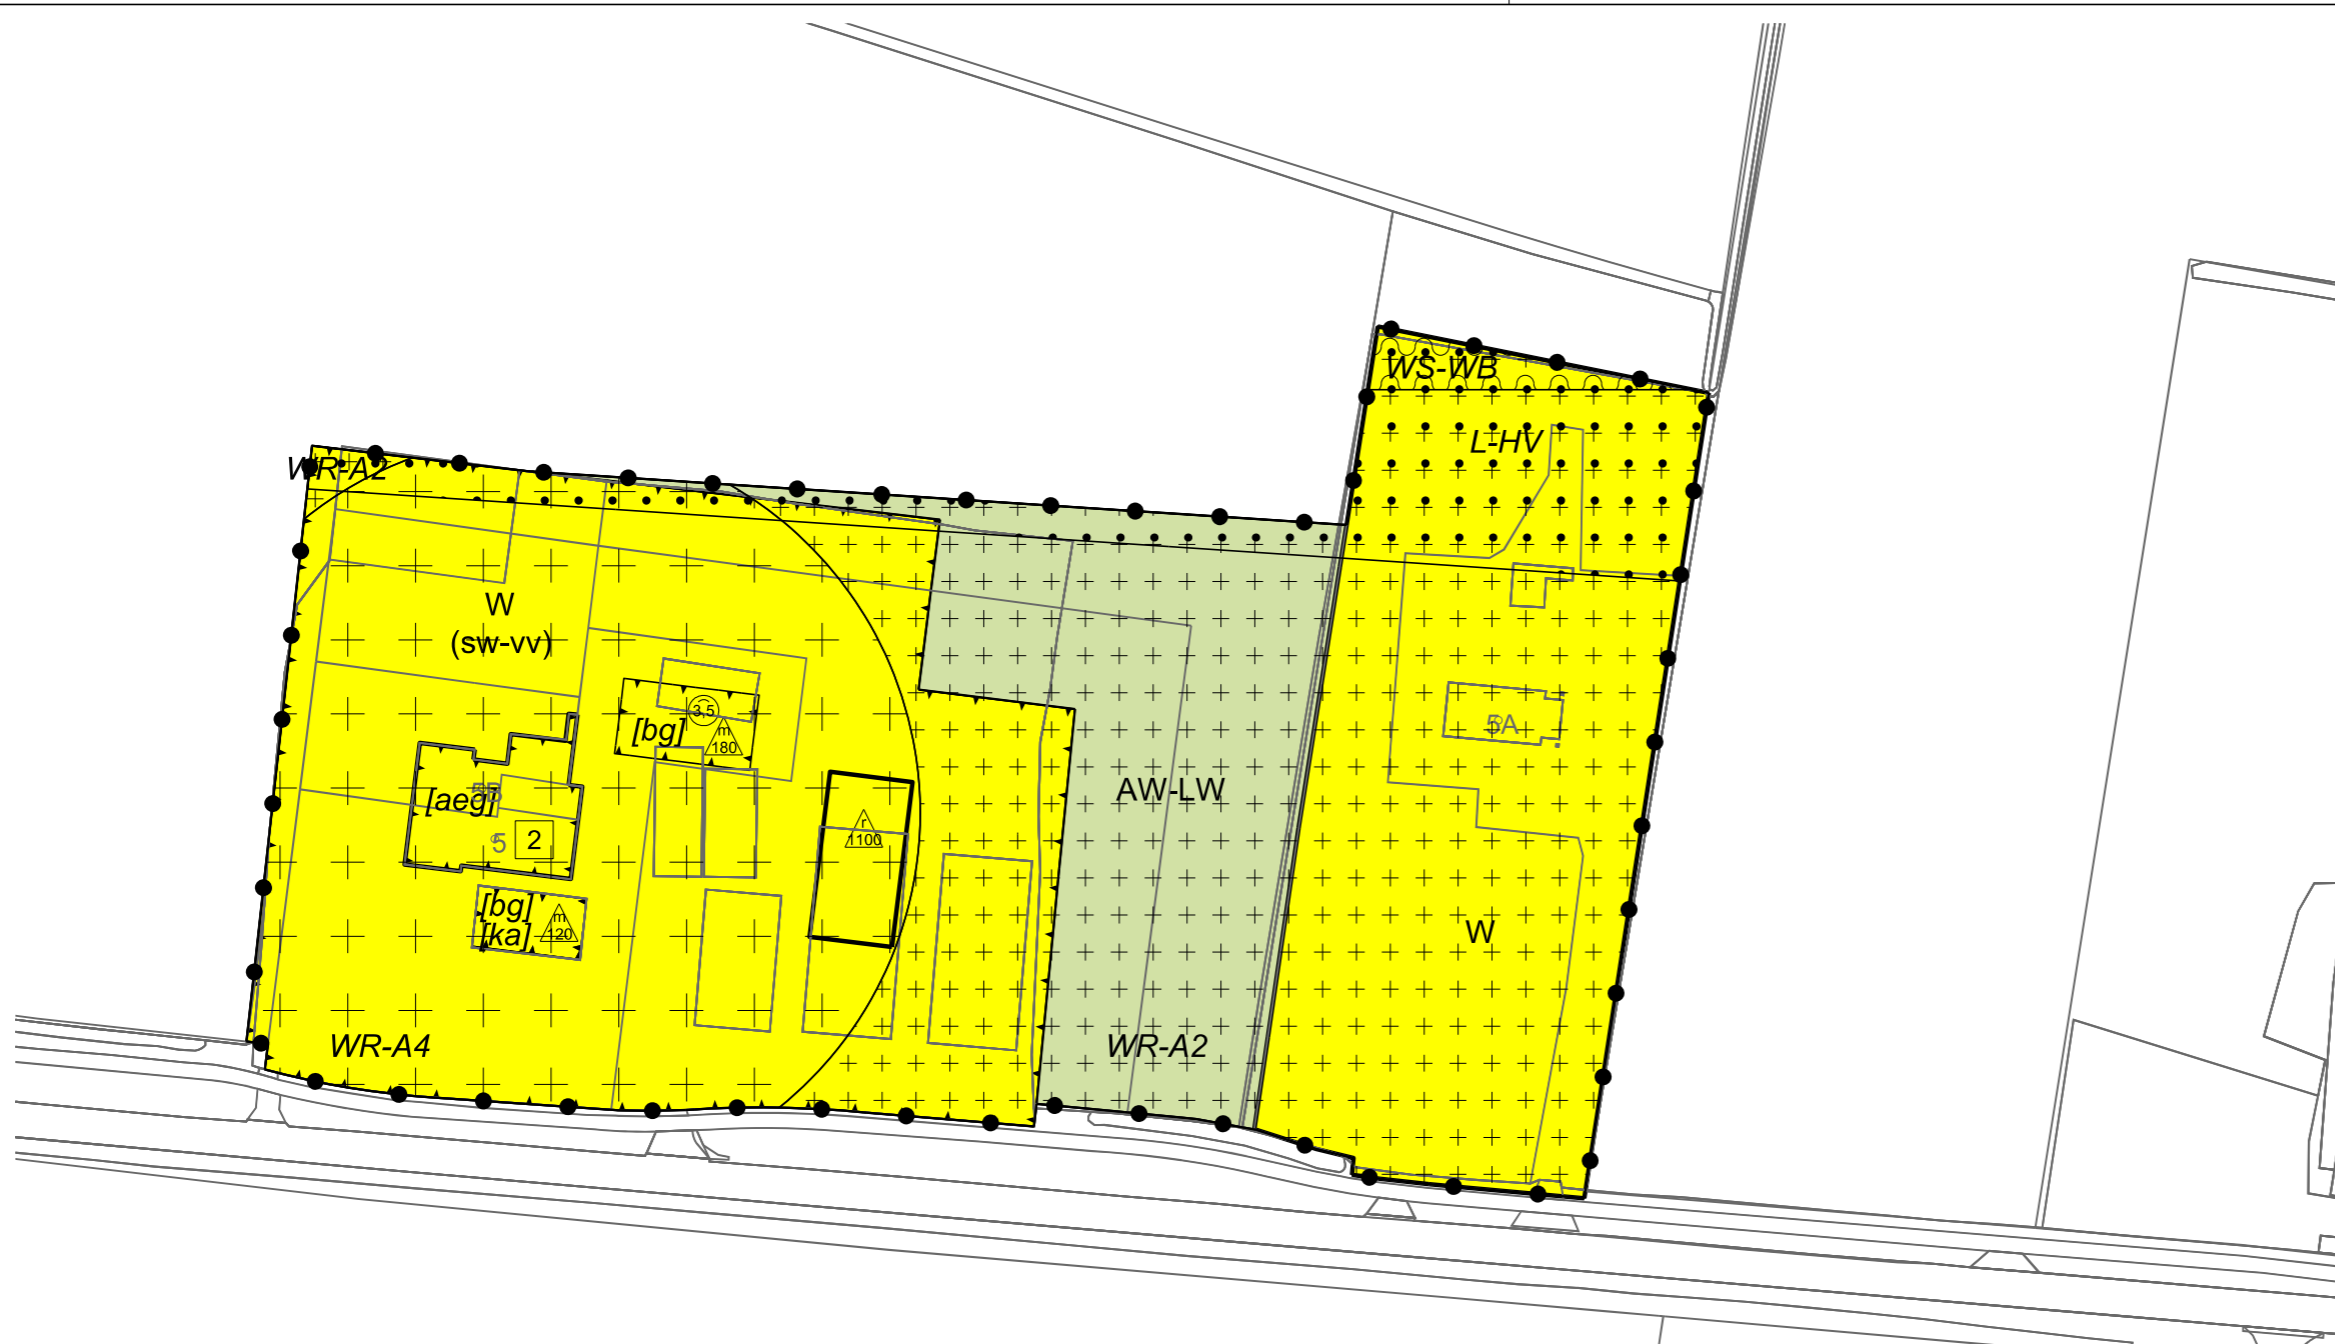 WS-WB
L-HV
WR-A2
W
(sw-vv)
3,5
[bg]
m
180
5A
[aeg]
5B
AW-LW
r
1100
5
2
[bg]
[ka]
m
120
W
WR-A4
WR-A2